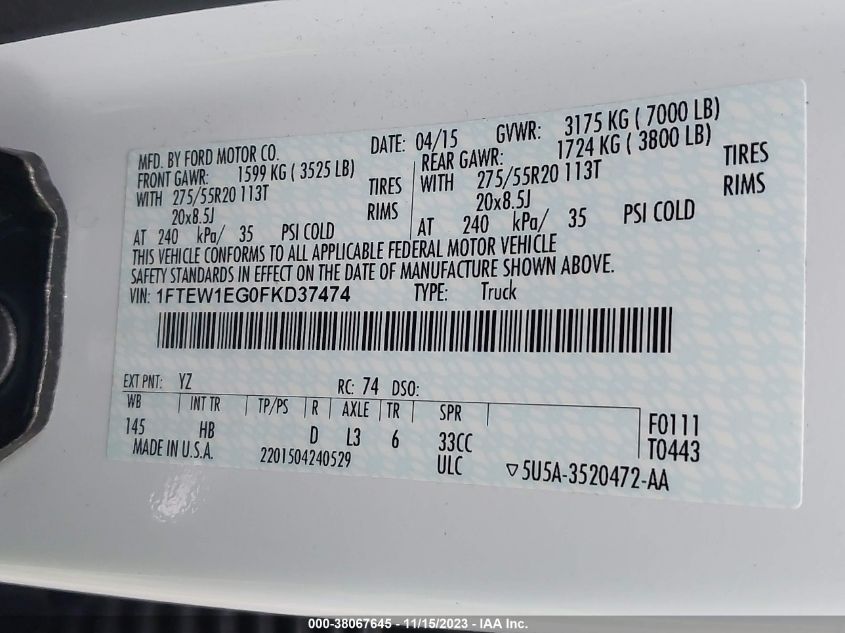 MFD. BY FORD MOTOR CO. DATE: 04/15 GVWR: 3175 KG ( 7000 LB)
FRONT GAWR: 1599 KG ( 3525 LB) REAR GAWR: 1724 KG ( 3800 LB)
WITH 275/55R20 113T TIRES WITH 275/55R20 113T TIRES
20x8.5J RIMS 20x8.5J RIMS
AT 240 kPa/ 35 PSI COLD AT 240 kPa/ 35 PSI COLD
THIS VEHICLE CONFORMS TO ALL APPLICABLE FEDERAL MOTOR VEHICLE
SAFETY STANDARDS IN EFFECT ON THE DATE OF MANUFACTURE SHOWN ABOVE.
VIN: 1FTEW1EG0FKD37474 TYPE: Truck
EXT PNT: YZ RC: 74 DSO:
WB INT TR TP/PS R AXLE TR SPR
145 HB D L3 6 33CC F0111
MADE IN U.S.A. 2201504240529 ULC T0443
▽5U5A-3520472-AA
000-38067645 - 11/15/2023 - IAA Inc.